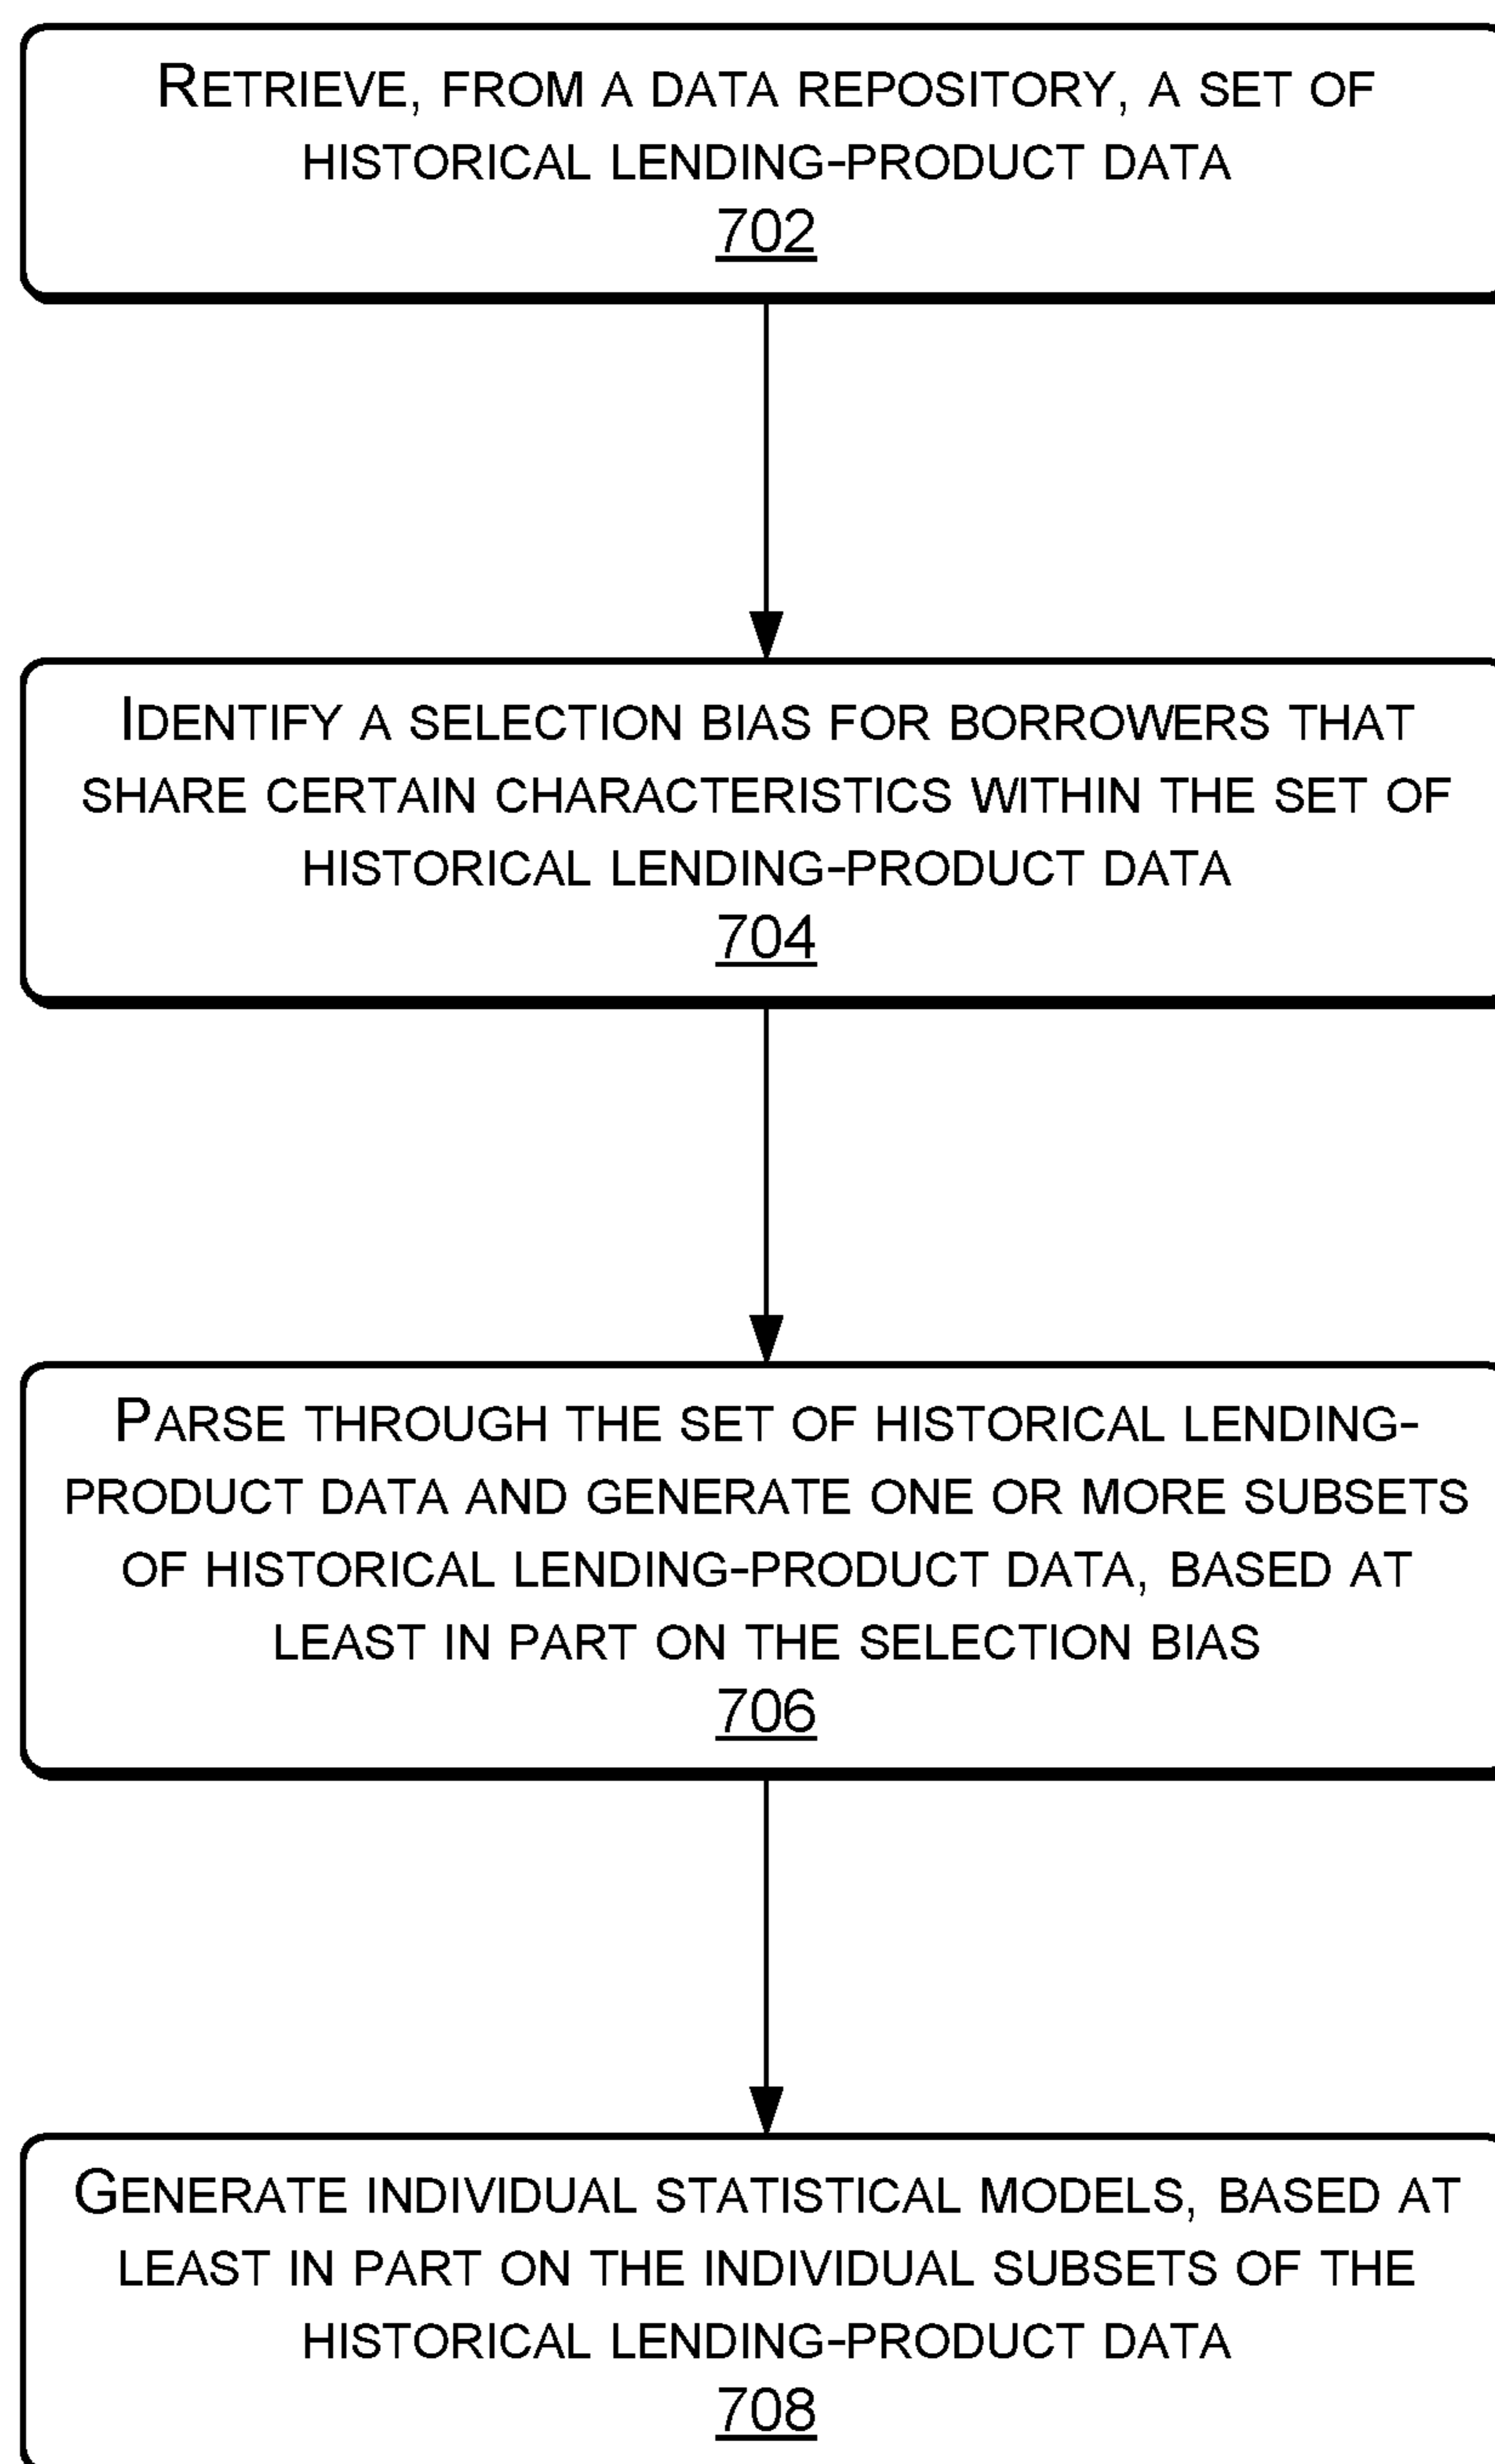 RETRIEVE, FROM A DATA REPOSITORY, A SET OF
HISTORICAL LENDING-PRODUCT DATA
702
IDENTIFY A SELECTION BIAS FOR BORROWERS THAT
SHARE CERTAIN CHARACTERISTICS WITHIN THE SET OF
HISTORICAL LENDING-PRODUCT DATA
704
PARSE THROUGH THE SET OF HISTORICAL LENDING-
PRODUCT DATA AND GENERATE ONE OR MORE SUBSETS
OF HISTORICAL LENDING-PRODUCT DATA, BASED AT
LEAST IN PART ON THE SELECTION BIAS
706
GENERATE INDIVIDUAL STATISTICAL MODELS, BASED AT
LEAST IN PART ON THE INDIVIDUAL SUBSETS OF THE
HISTORICAL LENDING-PRODUCT DATA
708